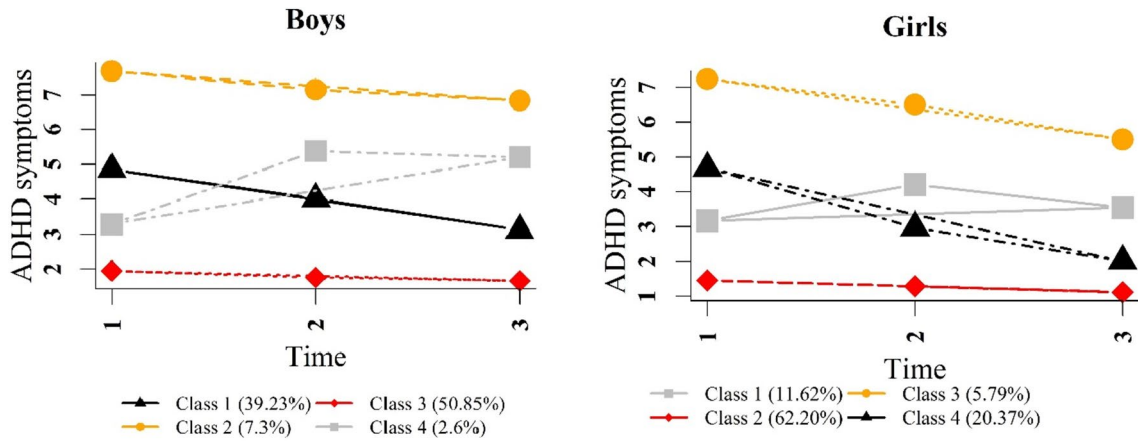 Boys
ADHD symptoms
7
6
5
4
3
2
1
2
3
Time
Class 1 (39.23%)
Class 3 (50.85%)
Class 2 (7.3%)
Class 4 (2.6%)
Girls
ADHD symptoms
7
6
5
4
3
2
1
1
2
3
Time
Class 1 (11.62%)
Class 3 (5.79%)
Class 2 (62.20%)
Class 4 (20.37%)